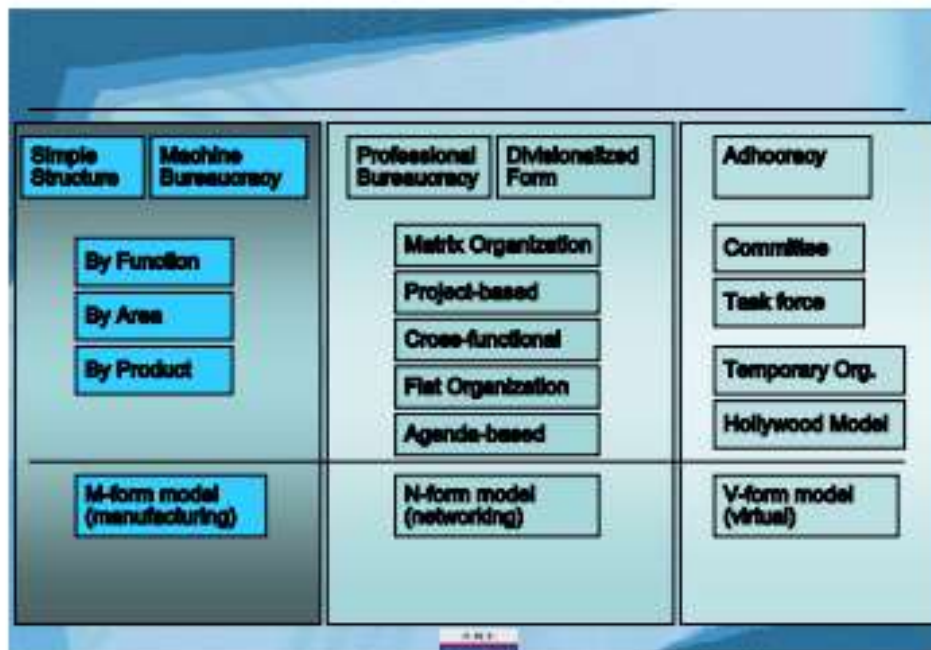 Simple
Structure
Machine
Bureaucracy
Professional
Bureaucracy
Divisionalized
Form
Adhocracy
By Function
By Area
By Product
Matrix Organization
Project-based
Cross-functional
Flat Organization
Agenda-based
Committee
Task force
Temporary Org.
Hollywood Model
M-form model
(manufacturing)
N-form model
(networking)
V-form model
(virtual)